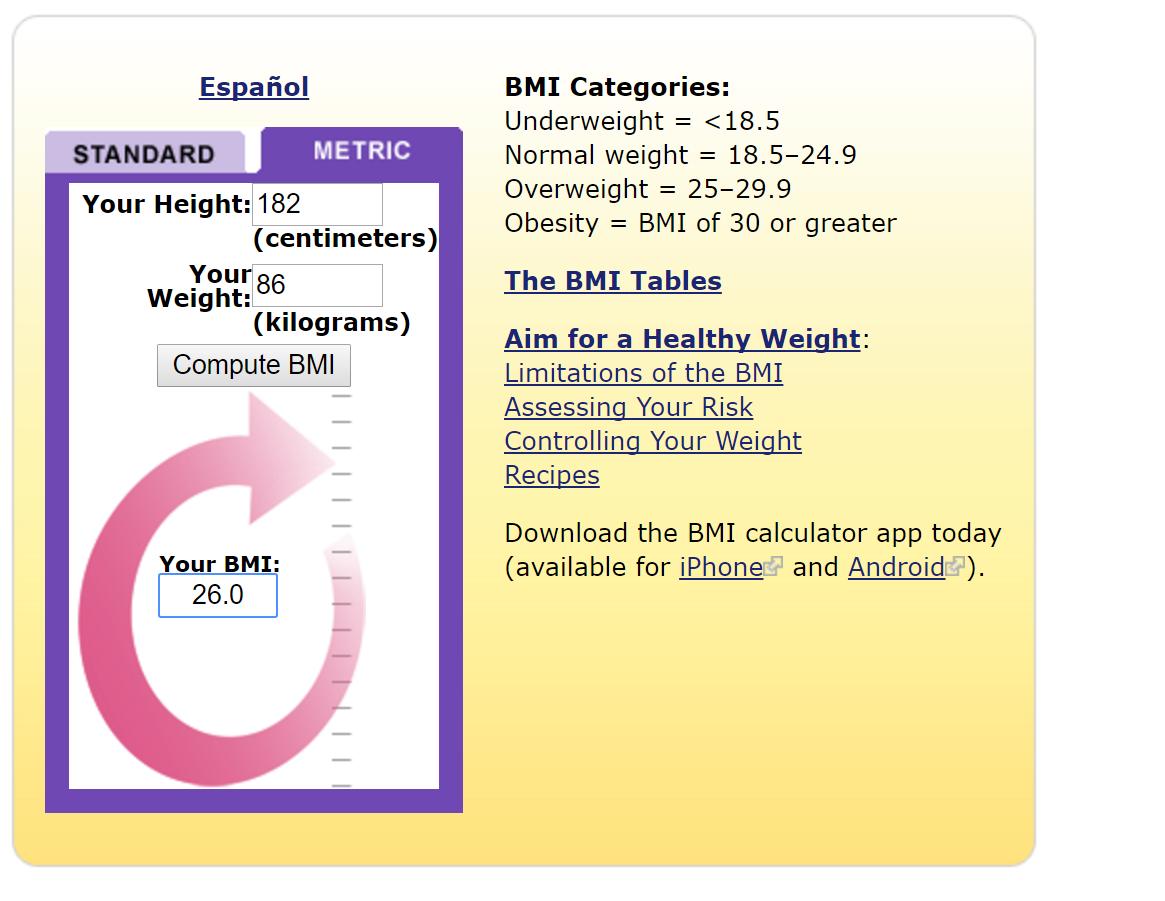 Español
STANDARD
METRIC
Your Height:
182
(centimeters)
Your
Weight:
86
(kilograms)
Compute BMI
Your BMI:
26.0
BMI Categories:
Underweight = <18.5
Normal weight = 18.5–24.9
Overweight = 25–29.9
Obesity = BMI of 30 or greater
The BMI Tables
Aim for a Healthy Weight:
Limitations of the BMI
Assessing Your Risk
Controlling Your Weight
Recipes
Download the BMI calculator app today
(available for iPhone and Android).